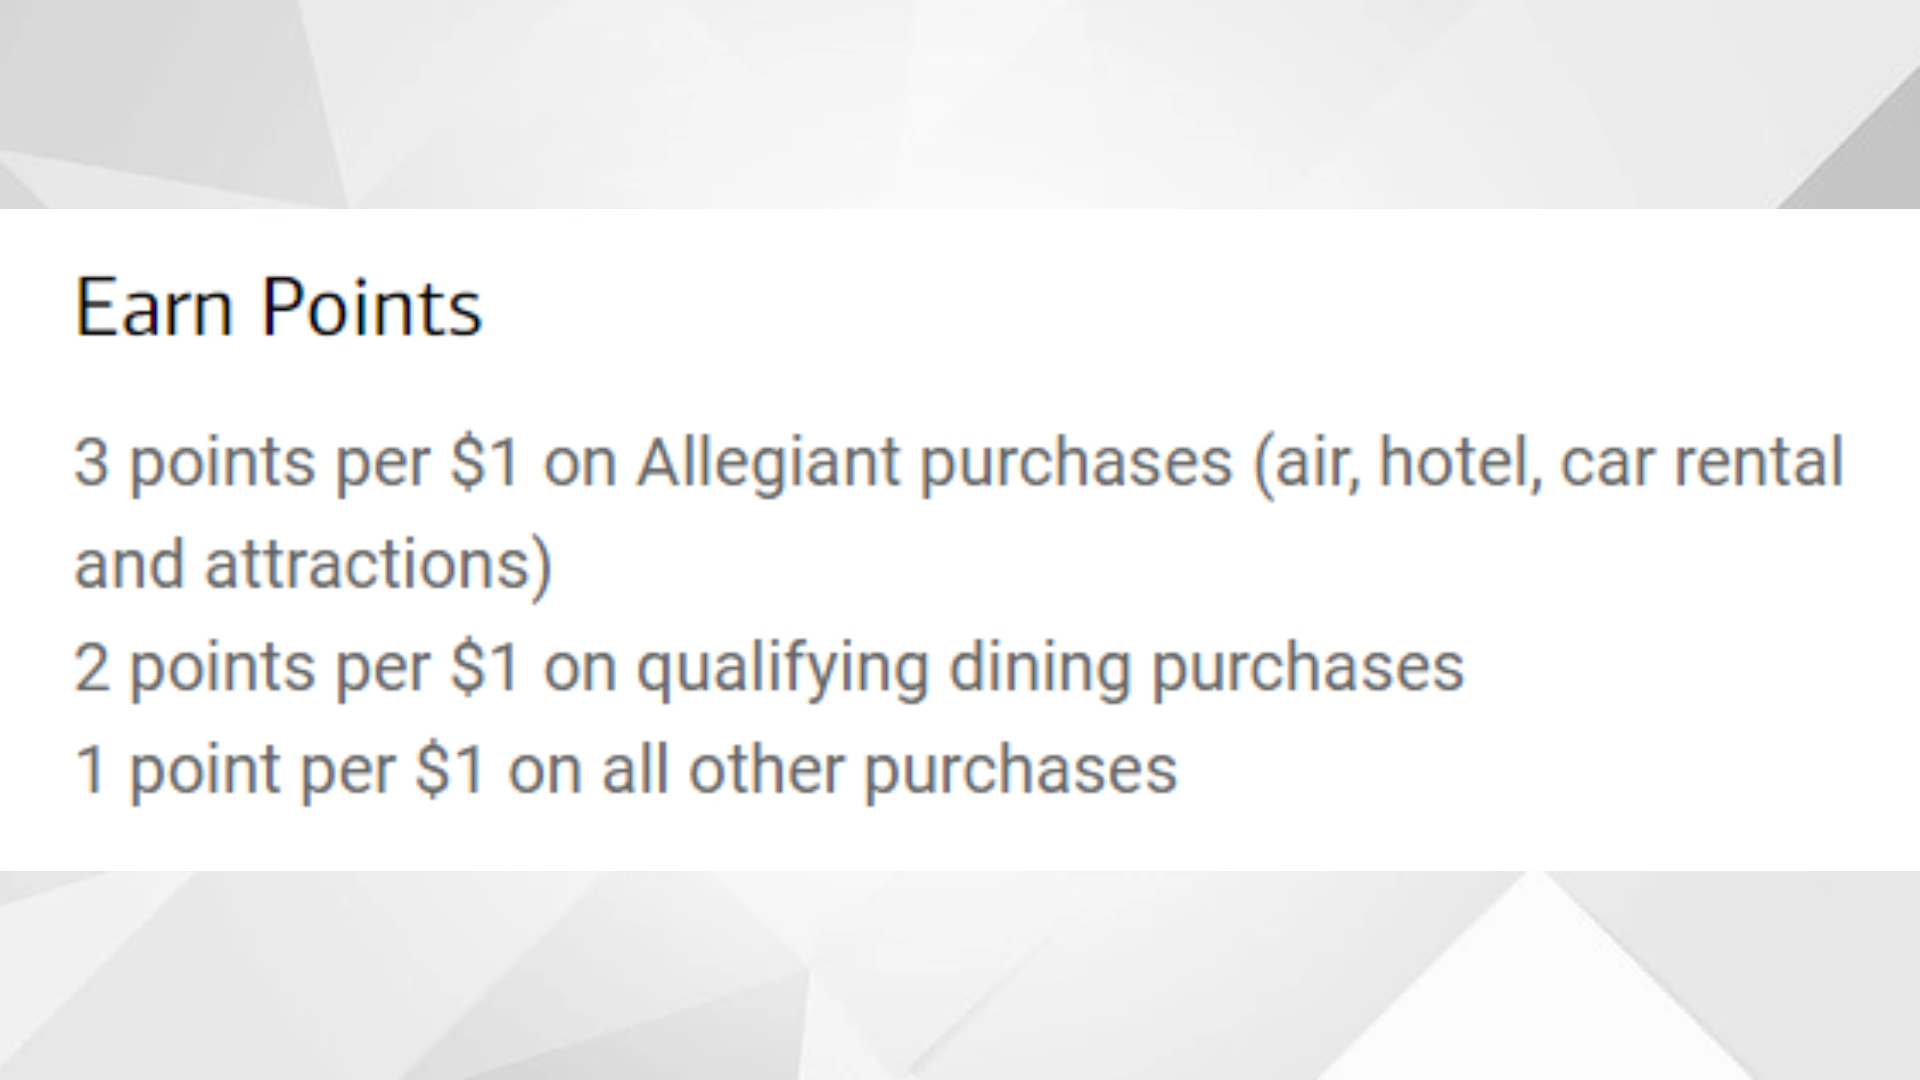 Earn Points
3 points per $1 on Allegiant purchases (air, hotel, car rental
and attractions)
2 points per $1 on qualifying dining purchases
1 point per $1 on all other purchases